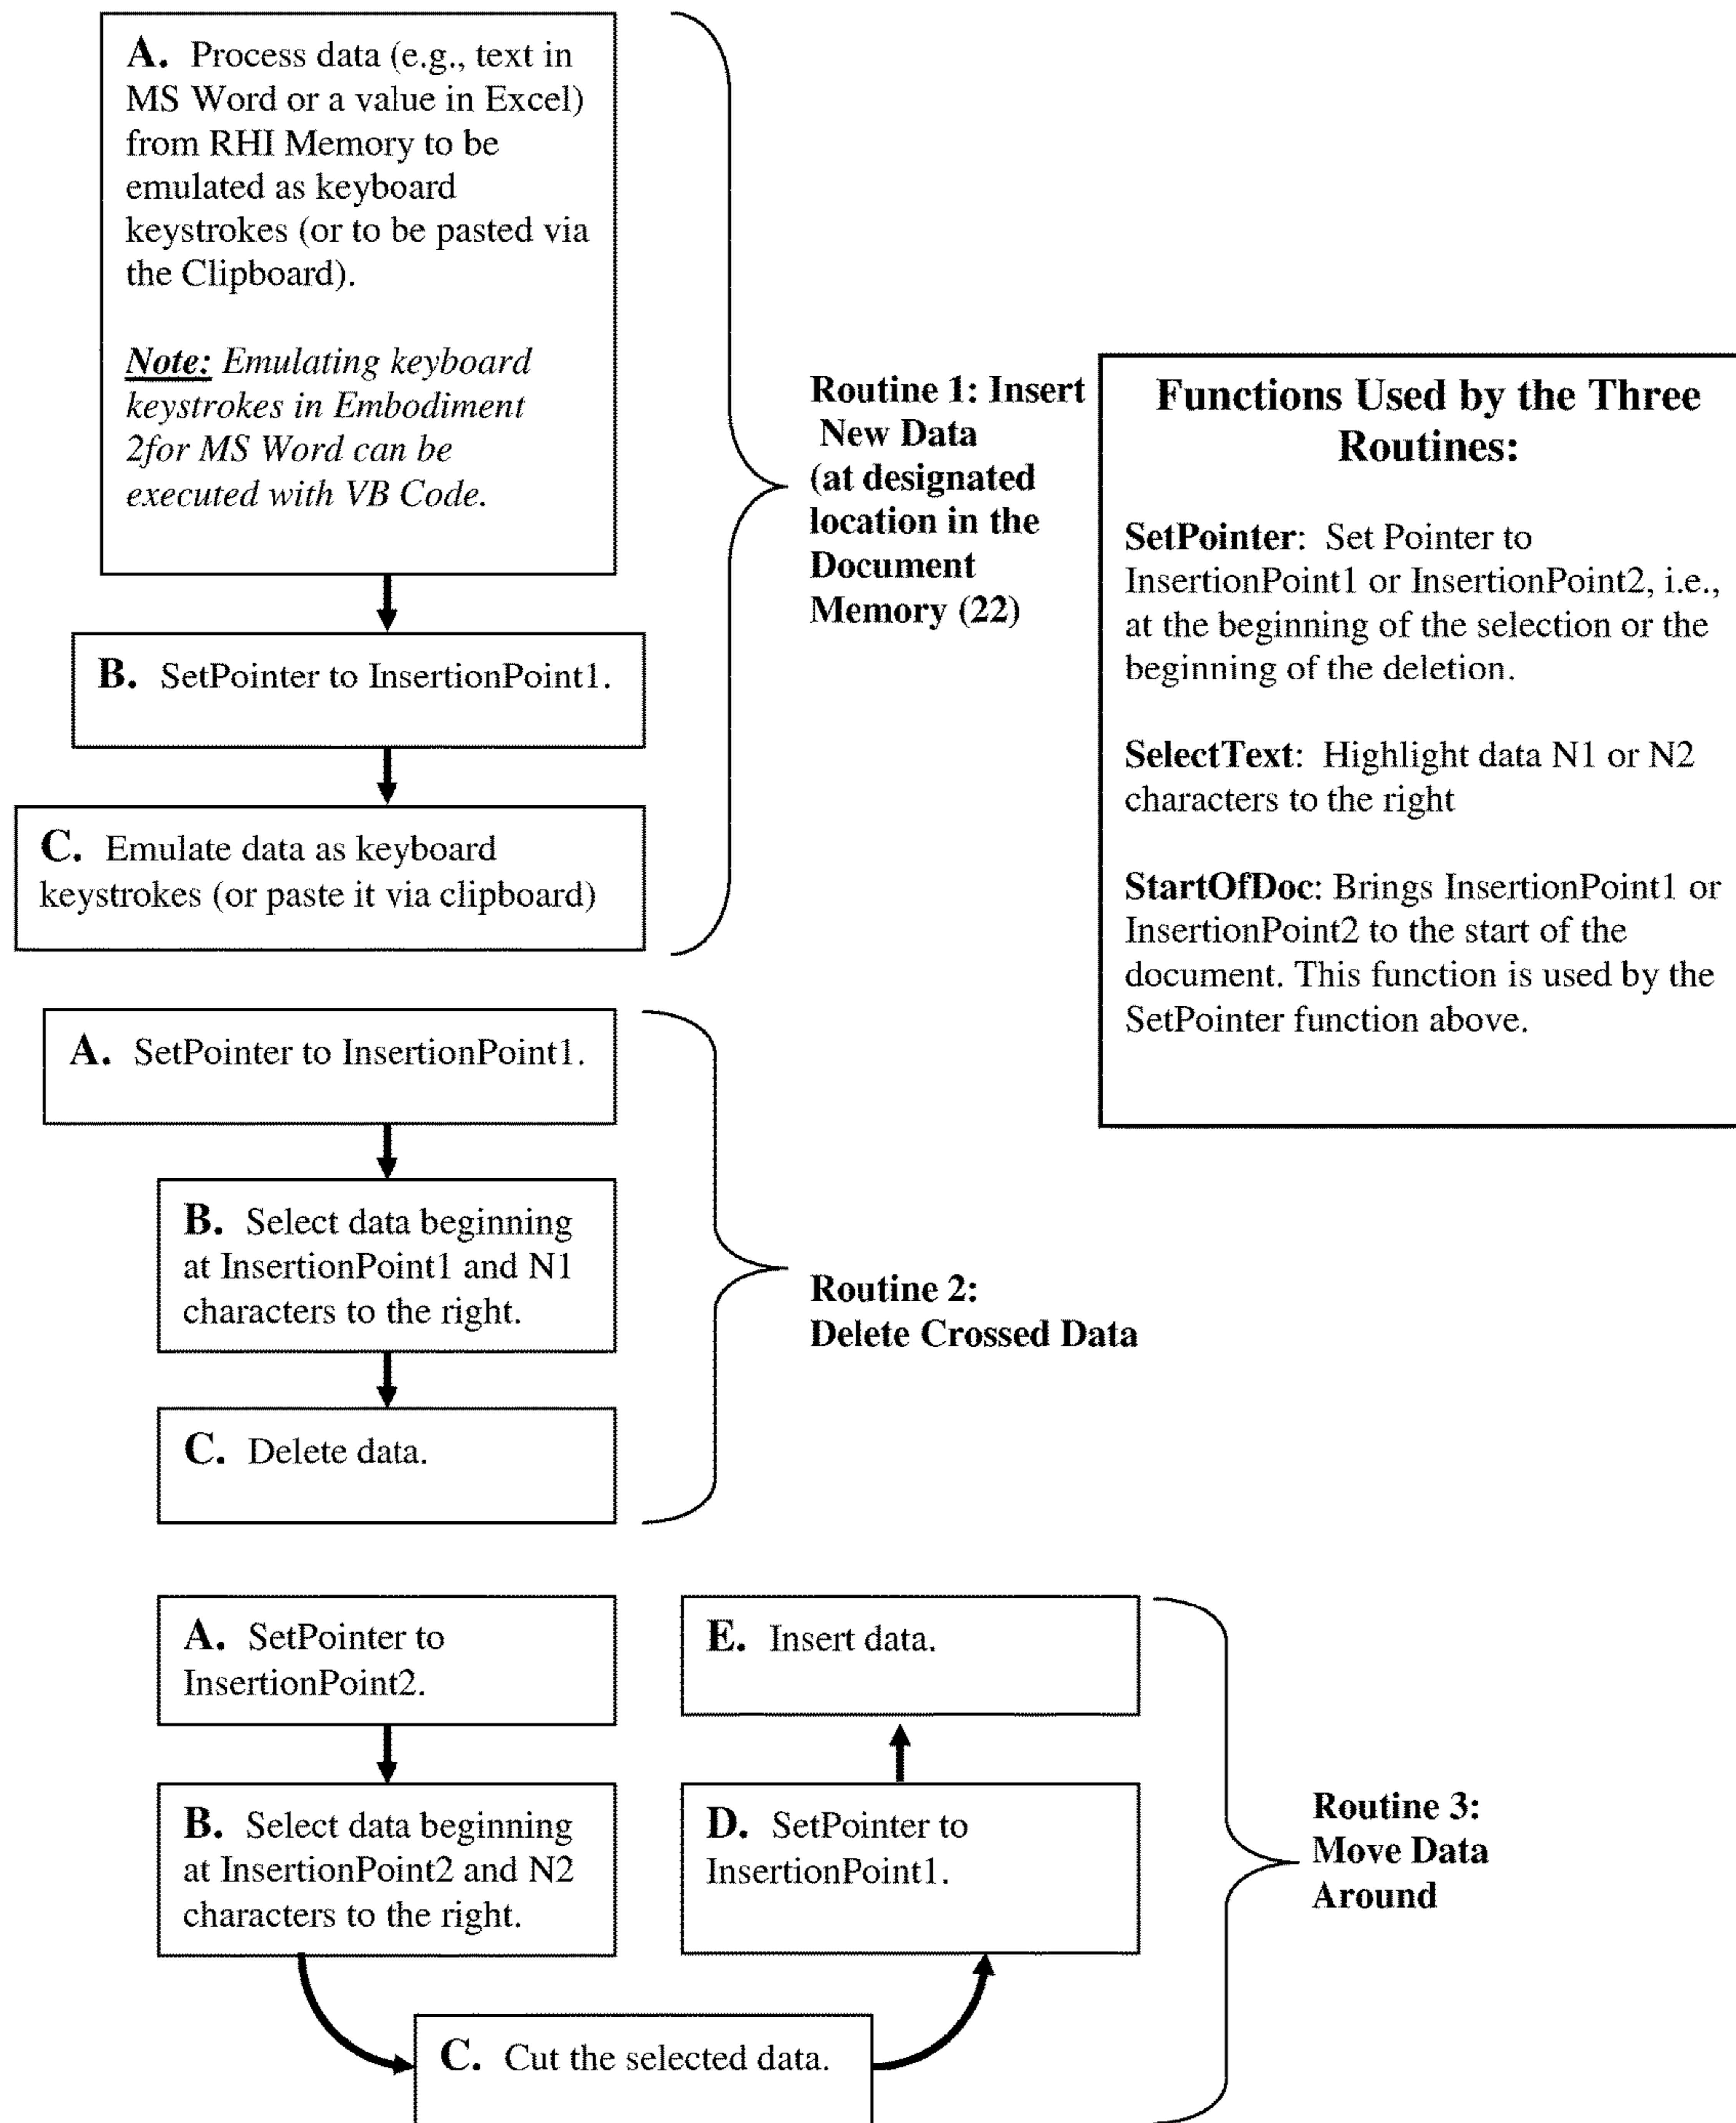 A. Process data (e.g., text in
MS Word or a value in Excel)
from RHI Memory to be
emulated as keyboard
keystrokes (or to be pasted via
the Clipboard).
Note: Emulating keyboard
keystrokes in Embodiment
2for MS Word can be
executed with VB Code.
B. SetPointer to InsertionPoint1.
C. Emulate data as keyboard
keystrokes (or paste it via clipboard)
Routine 1: Insert
New Data
(at designated
location in the
Document
Memory (22)
Functions Used by the Three
Routines:
SetPointer: Set Pointer to
InsertionPoint1 or InsertionPoint2, i.e.,
at the beginning of the selection or the
beginning of the deletion.
SelectText: Highlight data N1 or N2
characters to the right
StartOfDoc: Brings InsertionPoint1 or
InsertionPoint2 to the start of the
document. This function is used by the
SetPointer function above.
A. SetPointer to InsertionPoint1.
B. Select data beginning
at InsertionPoint1 and N1
characters to the right.
C. Delete data.
Routine 2:
Delete Crossed Data
A. SetPointer to
InsertionPoint2.
B. Select data beginning
at InsertionPoint2 and N2
characters to the right.
C. Cut the selected data.
D. SetPointer to
InsertionPoint1.
E. Insert data.
Routine 3:
Move Data
Around